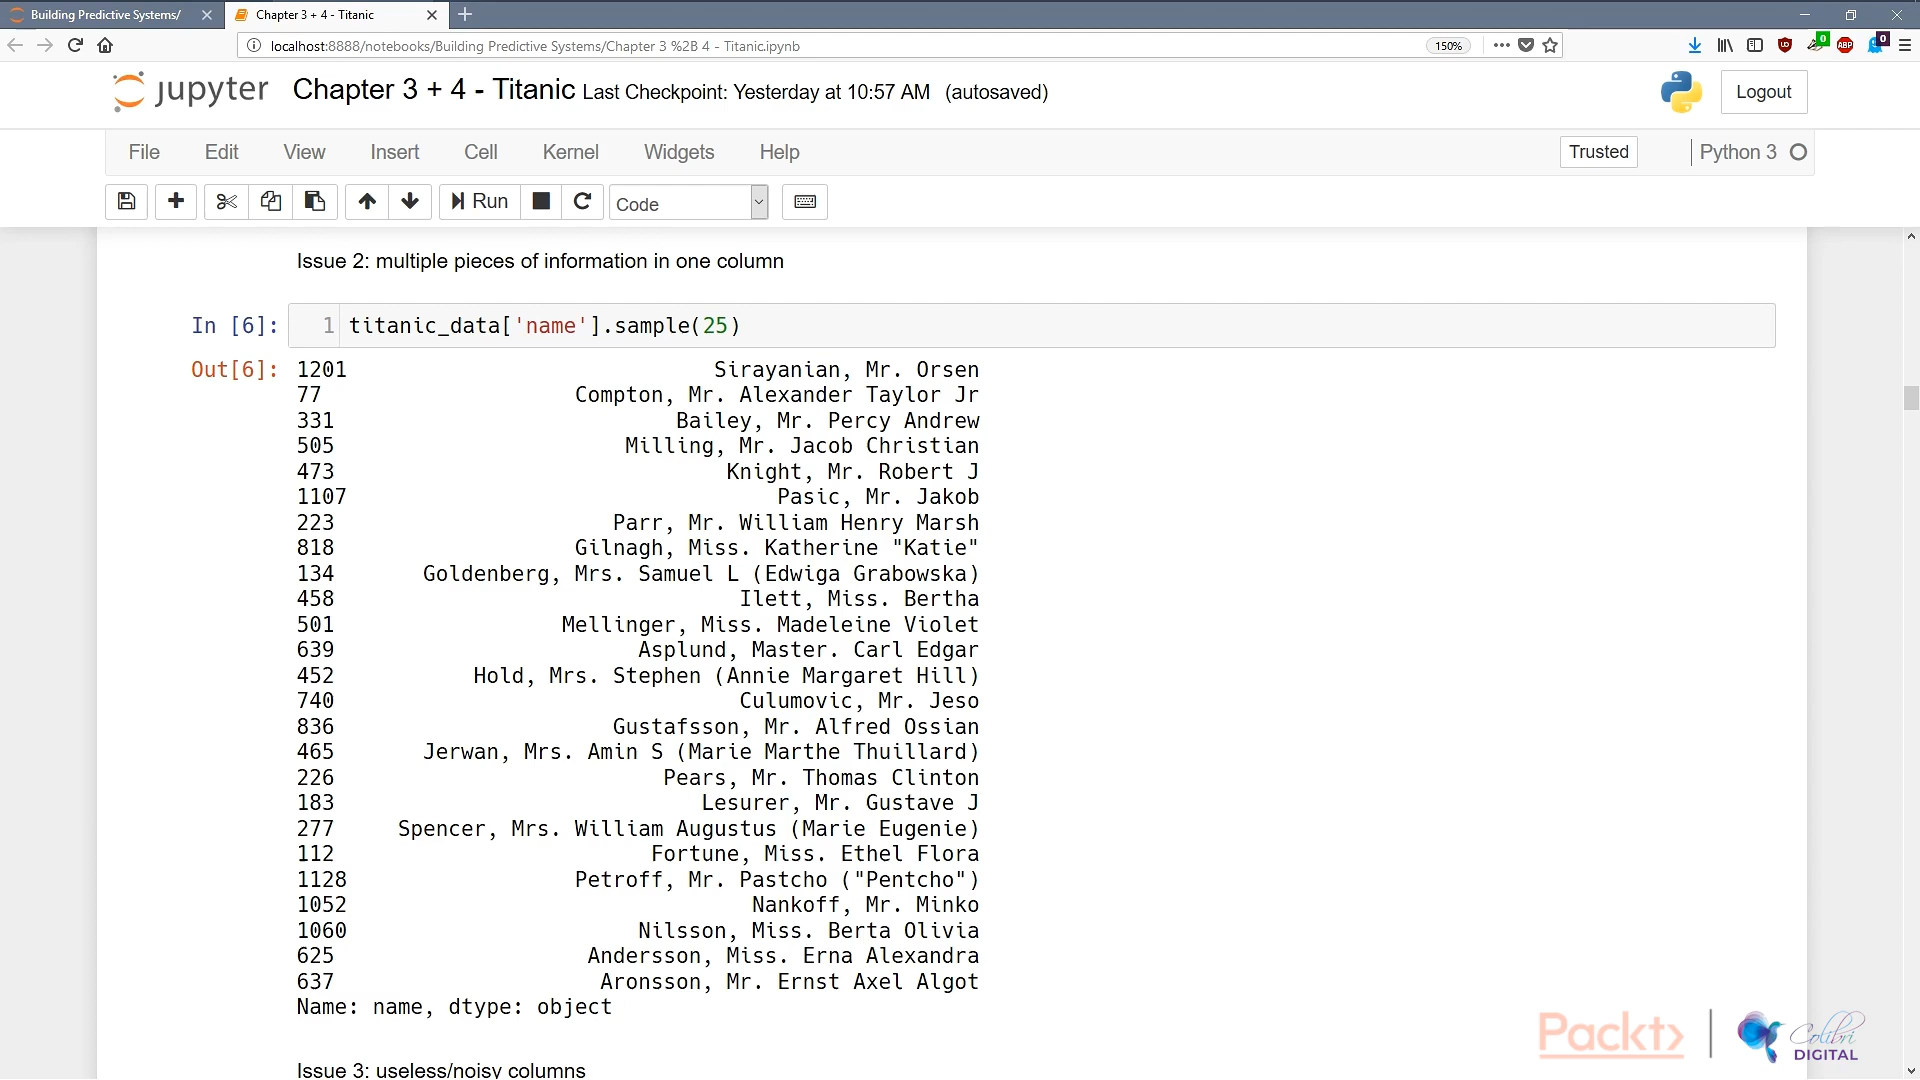 Building Predictive Systems/
Chapter 3 + 4 - Titanic
localhost:8888/notebooks/Building Predictive Systems/Chapter 3 %2B 4 - Titanic.ipynb
150%
0
ABP
0
jupyter Chapter 3 + 4 - Titanic Last Checkpoint: Yesterday at 10:57 AM (autosaved)
Logout
File Edit View Insert Cell Kernel Widgets Help Trusted Python 3
Run Code
Issue 2: multiple pieces of information in one column
In [6]: 1 titanic_data['name'].sample(25)
Out[6]: 1201 Sirayanian, Mr. Orsen
77 Compton, Mr. Alexander Taylor Jr
331 Bailey, Mr. Percy Andrew
505 Milling, Mr. Jacob Christian
473 Knight, Mr. Robert J
1107 Pasic, Mr. Jakob
223 Parr, Mr. William Henry Marsh
818 Gilnagh, Miss. Katherine "Katie"
134 Goldenberg, Mrs. Samuel L (Edwiga Grabowska)
458 Ilett, Miss. Bertha
501 Mellinger, Miss. Madeleine Violet
639 Asplund, Master. Carl Edgar
452 Hold, Mrs. Stephen (Annie Margaret Hill)
740 Culumovic, Mr. Jeso
836 Gustafsson, Mr. Alfred Ossian
465 Jerwan, Mrs. Amin S (Marie Marthe Thuillard)
226 Pears, Mr. Thomas Clinton
183 Lesurer, Mr. Gustave J
277 Spencer, Mrs. William Augustus (Marie Eugenie)
112 Fortune, Miss. Ethel Flora
1128 Petroff, Mr. Pastcho ("Pentcho")
1052 Nankoff, Mr. Minko
1060 Nilsson, Miss. Berta Olivia
625 Andersson, Miss. Erna Alexandra
637 Aronsson, Mr. Ernst Axel Algot
Name: name, dtype: object
Packt>
Colibri
DIGITAL
Issue 3: useless/noisy columns